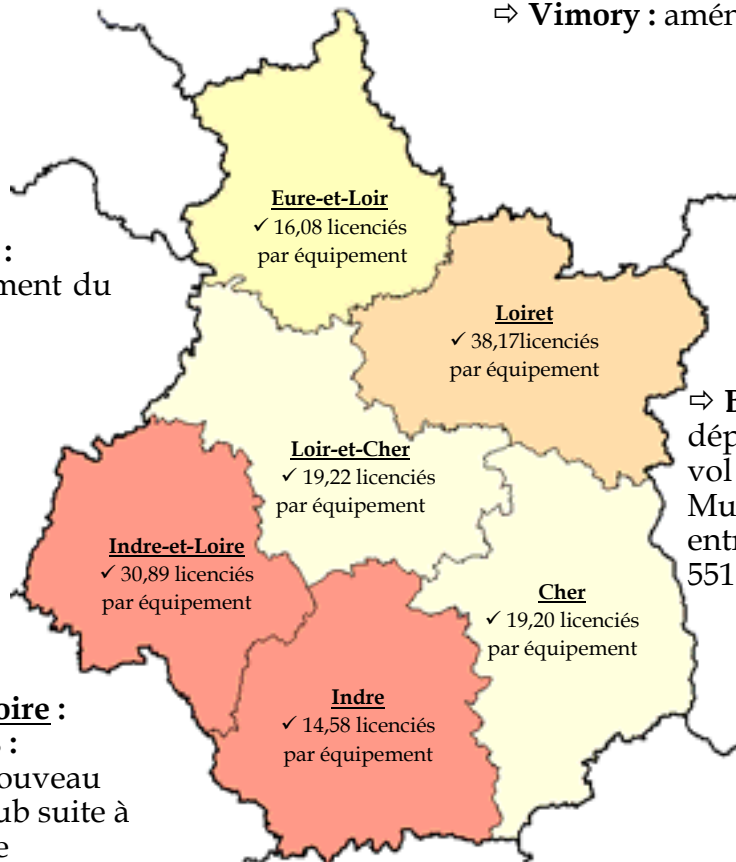 ⇨ Vimory : amén
Eure-et-Loir
✓ 16,08 licenciés
par équipement
:
ment du
Loiret
✓ 38,17licenciés
par équipement
⇨
dép
vol
Mu
entr
551
Loir-et-Cher
✓ 19,22 licenciés
par équipement
Indre-et-Loire
✓ 30,89 licenciés
par équipement
Cher
✓ 19,20 licenciés
par équipement
oire :
:
ouveau
ub suite à
e
Indre
✓ 14,58 licenciés
par équipement